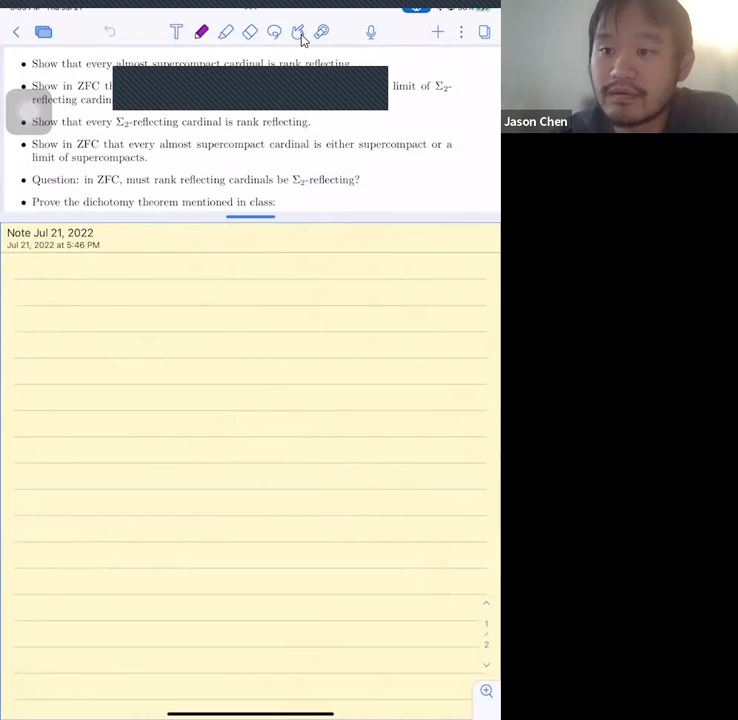 Show that every almost supercompact cardinal is rank reflecting.
Show in ZFC limit of Σ₂-
reflecting
Show that every Σ₂-reflecting cardinal is rank reflecting.
Show in ZFC that every almost supercompact cardinal is either supercompact or a
limit of supercompacts.
Question: in ZFC, must rank reflecting cardinals be Σ₂-reflecting?
Prove the dichotomy theorem mentioned in class:
Jason Chen
Note Jul 21, 2022
Jul 21, 2022 at 5:46 PM
1
2